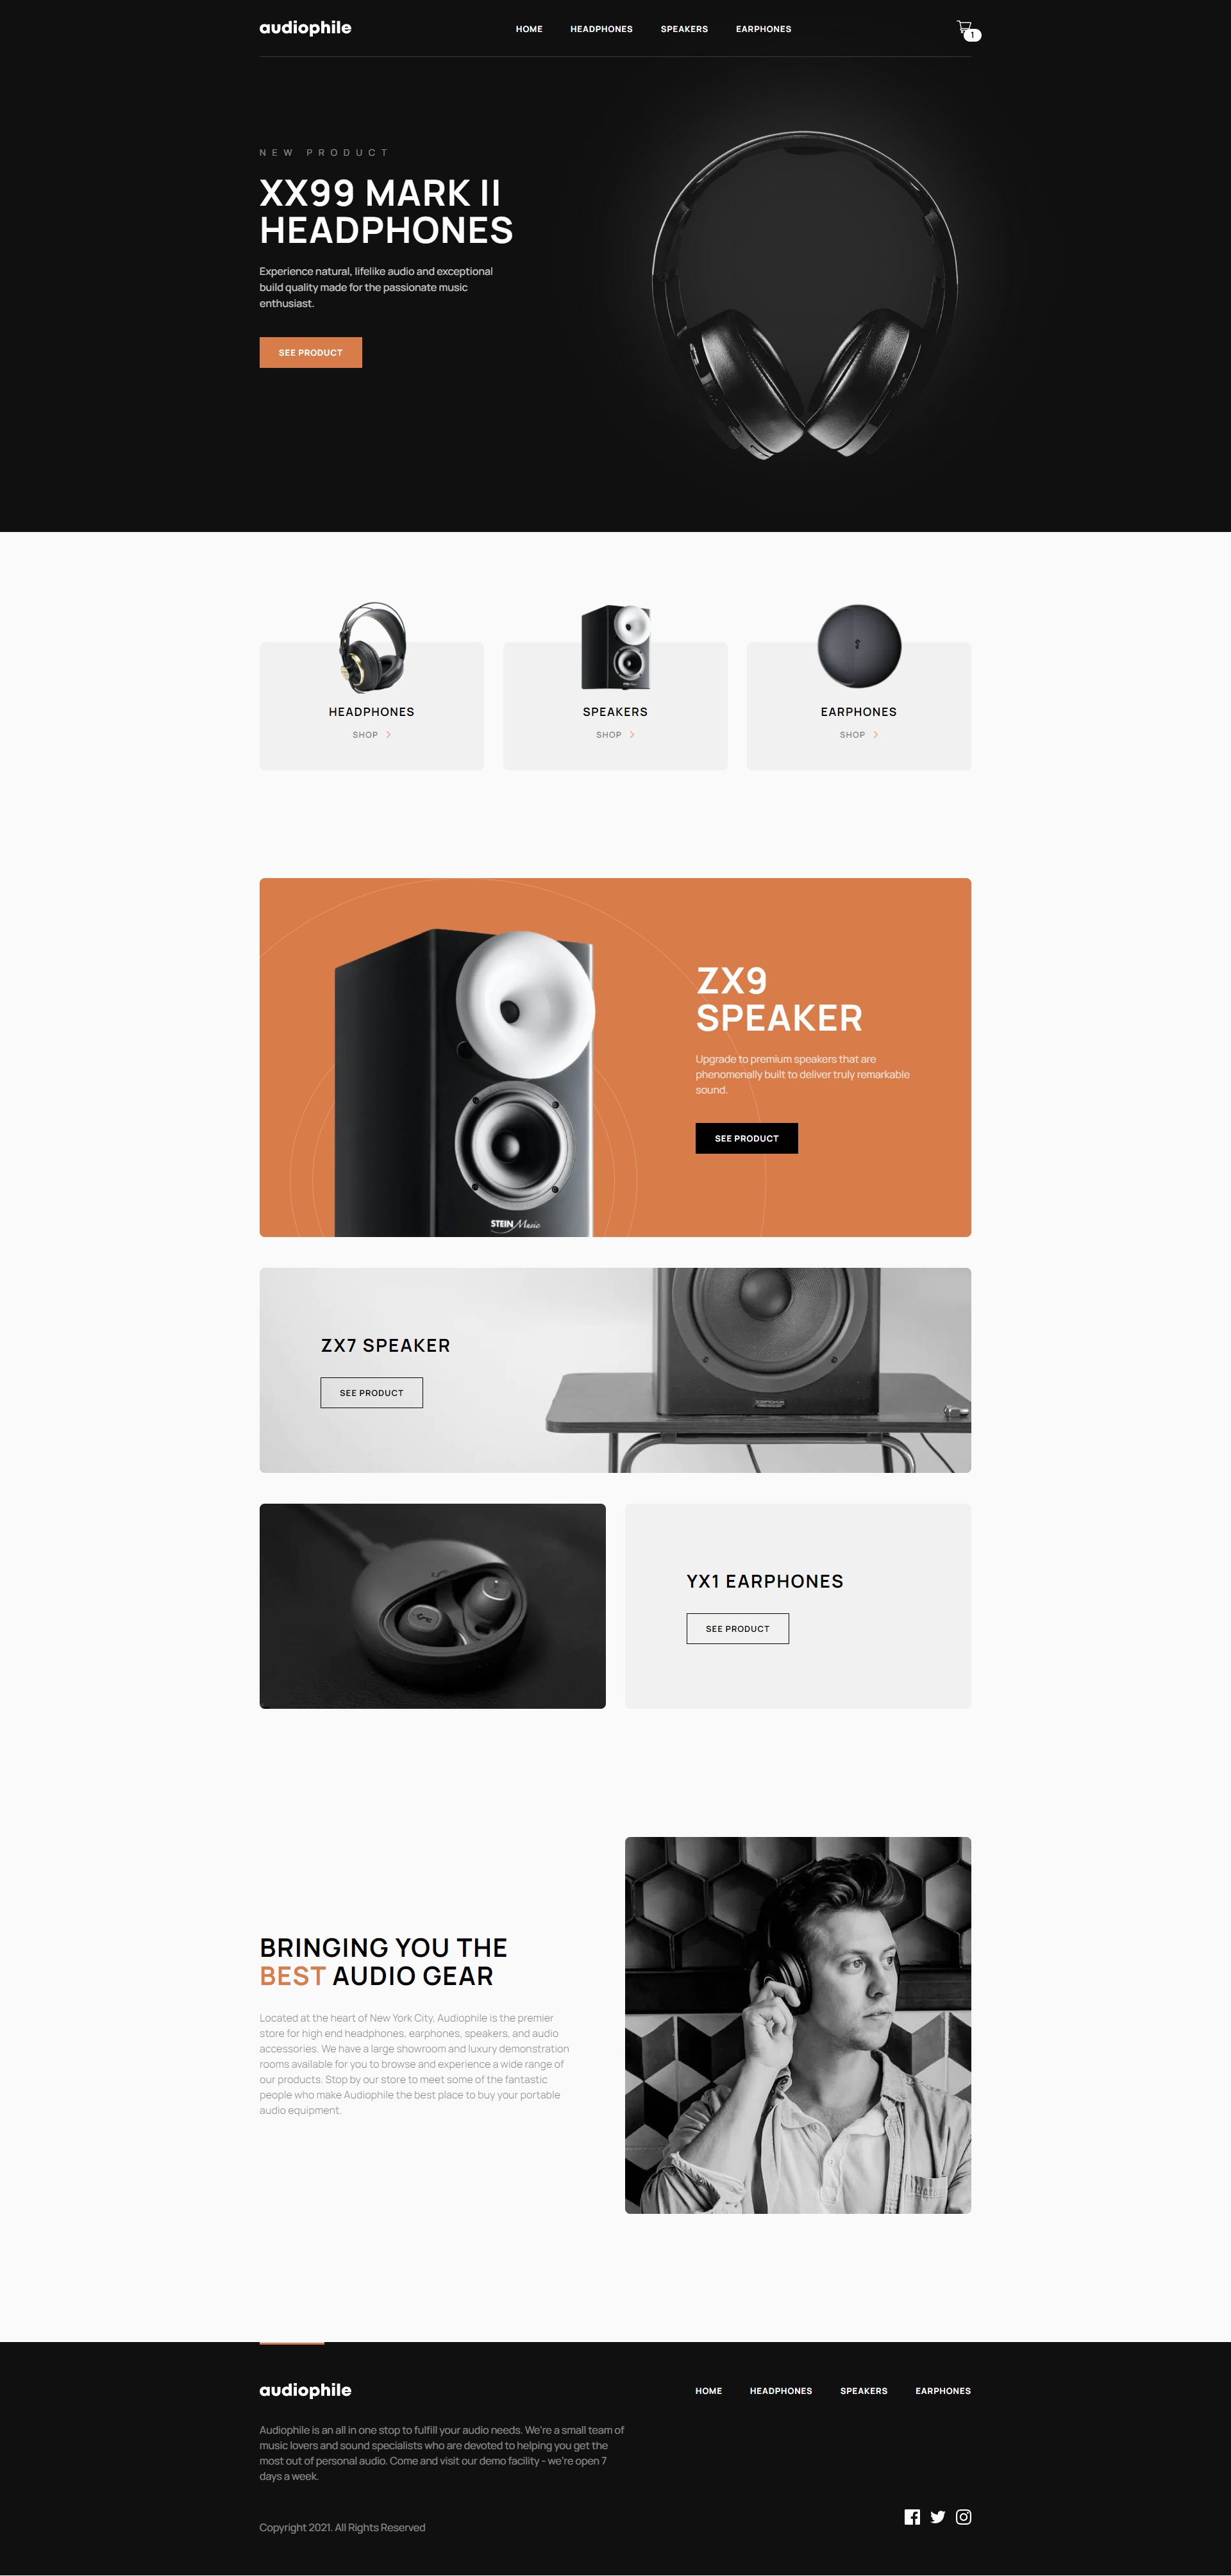 audiophile
HOME HEADPHONES SPEAKERS EARPHONES
1
NEW PRODUCT
XX99 MARK II
HEADPHONES
Experience natural, lifelike audio and exceptional
build quality made for the passionate music
enthusiast.
SEE PRODUCT
HEADPHONES
SHOP
SPEAKERS
SHOP
EARPHONES
SHOP
STEIN Music
ZX9
SPEAKER
Upgrade to premium speakers that are
phenomenally built to deliver truly remarkable
sound.
SEE PRODUCT
ZX7 SPEAKER
SEE PRODUCT
YX1 EARPHONES
SEE PRODUCT
BRINGING YOU THE
BEST AUDIO GEAR
Located at the heart of New York City, Audiophile is the premier
store for high end headphones, earphones, speakers, and audio
accessories. We have a large showroom and luxury demonstration
rooms available for you to browse and experience a wide range of
our products. Stop by our store to meet some of the fantastic
people who make Audiophile the best place to buy your portable
audio equipment.
audiophile
HOME HEADPHONES SPEAKERS EARPHONES
Audiophile is an all in one stop to fulfill your audio needs. We're a small team of
music lovers and sound specialists who are devoted to helping you get the
most out of personal audio. Come and visit our demo facility - we're open 7
days a week.
Copyright 2021. All Rights Reserved